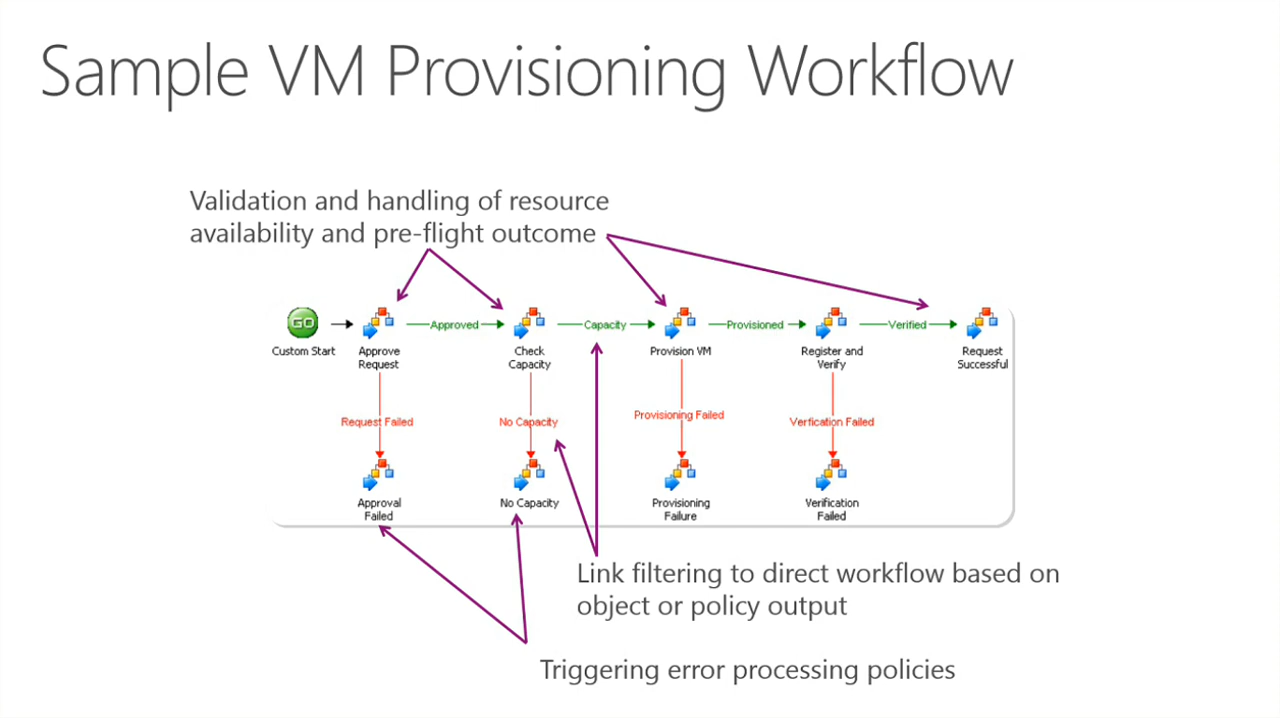 Sample VM Provisioning Workflow
Validation and handling of resource
availability and pre-flight outcome
GO
Approved
Capacity
Provisioned
Verified
Custom Start
Approve
Request
Check
Capacity
Provision VM
Register and
Verify
Request
Successful
Request Failed
No Capacity
Provisioning Failed
Verfication Failed
Approval
Failed
No Capacity
Provisioning
Failure
Verification
Failed
Link filtering to direct workflow based on
object or policy output
Triggering error processing policies